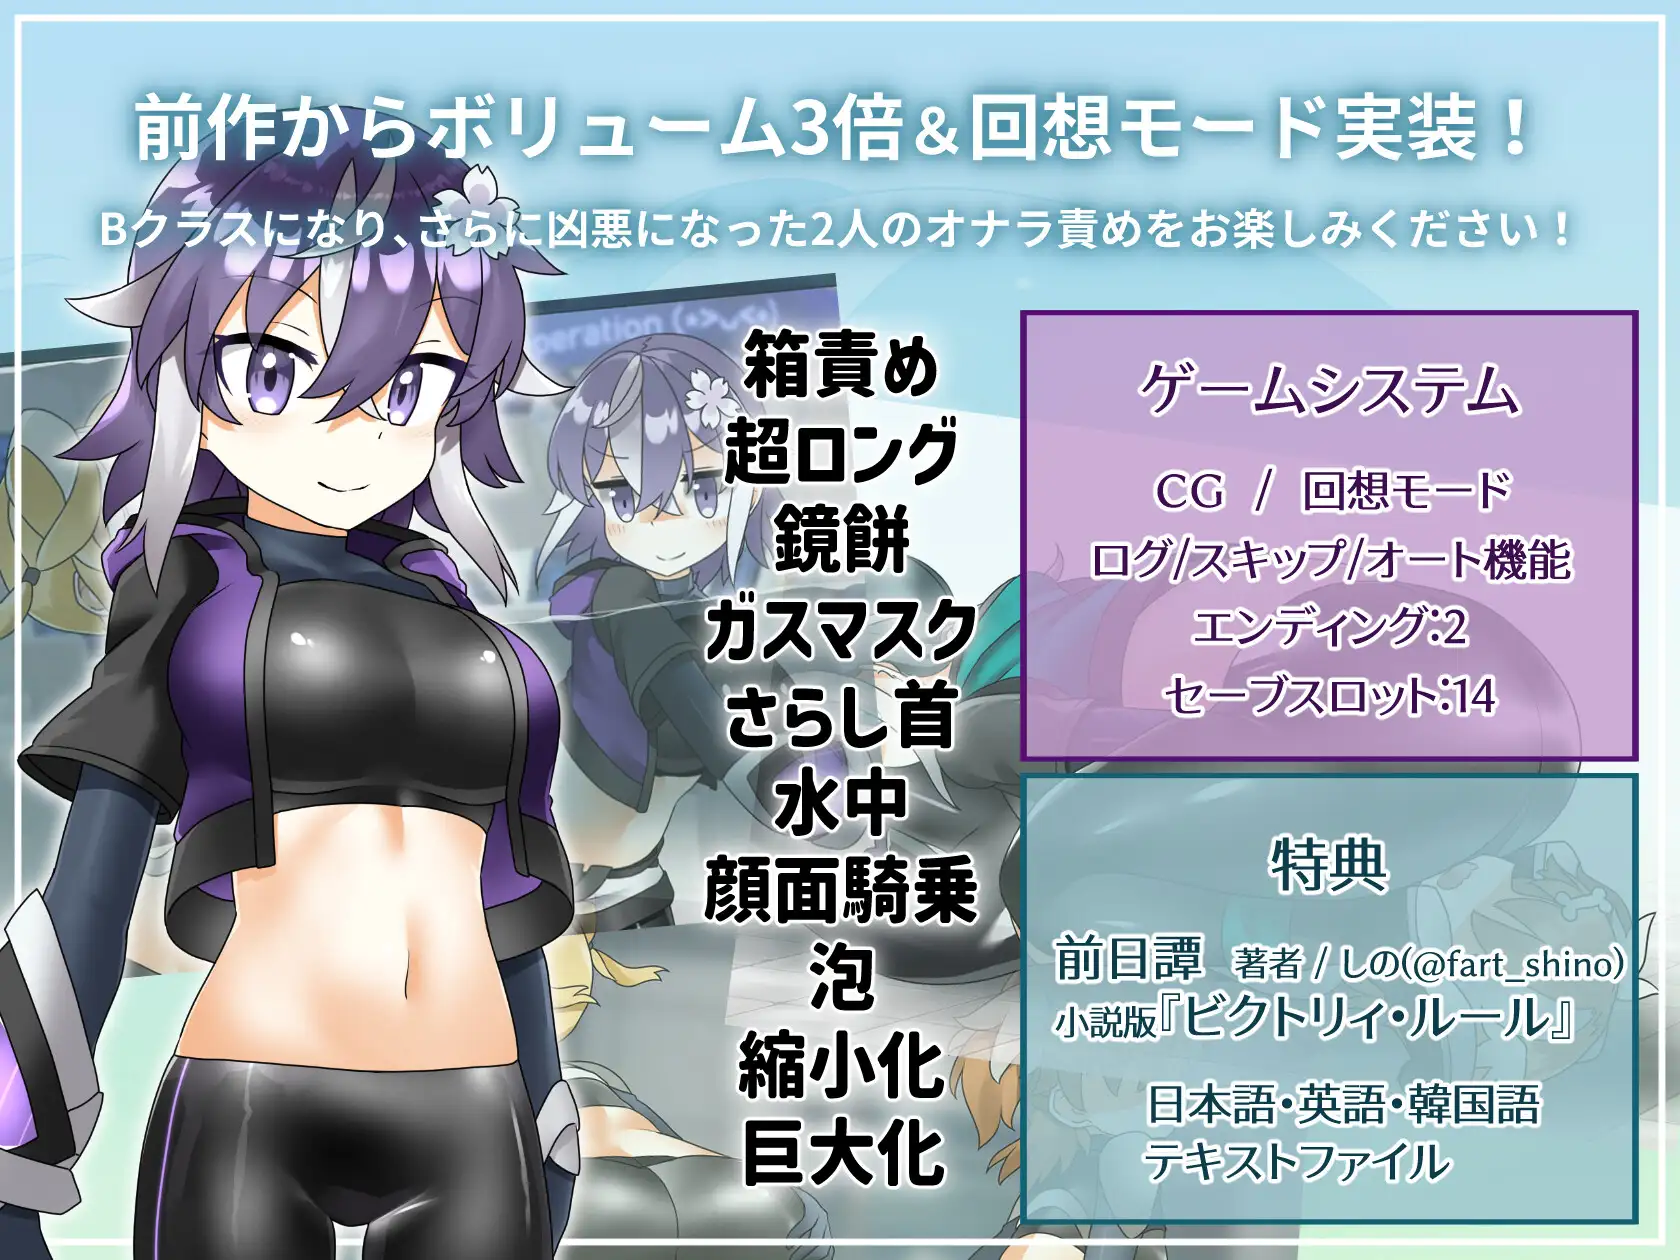 前作からボリューム3倍&回想モード実装！
Bクラスになり、さらに凶悪になった2人のオナラ責めをお楽しみください！
peration (•>ᴗ<•)
箱責め
超ロング
鏡餅
ガスマスク
さらし首
水中
顔面騎乗
泡
縮小化
巨大化
ゲームシステム
CG / 回想モード
ログ/スキップ/オート機能
エンディング:2
セーブスロット:14
特典
前日譚 著者 / しの(@fart_shino)
小説版『ビクトリィ・ルール』
日本語・英語・韓国語
テキストファイル